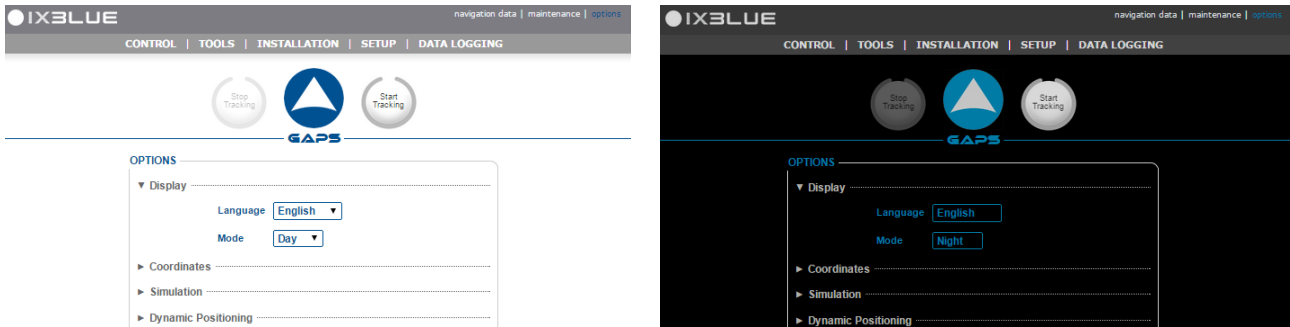 IXBLUE
navigation data | maintenance | options
CONTROL | TOOLS | INSTALLATION | SETUP | DATA LOGGING
Stop
Tracking
Start
Tracking
GAPS
OPTIONS
▼ Display
Language English ▼
Mode Day ▼
► Coordinates
► Simulation
► Dynamic Positioning
IXBLUE
navigation data | maintenance | options
CONTROL | TOOLS | INSTALLATION | SETUP | DATA LOGGING
Stop
Tracking
Start
Tracking
GAPS
OPTIONS
▼ Display
Language English
Mode Night
► Coordinates
► Simulation
► Dynamic Positioning